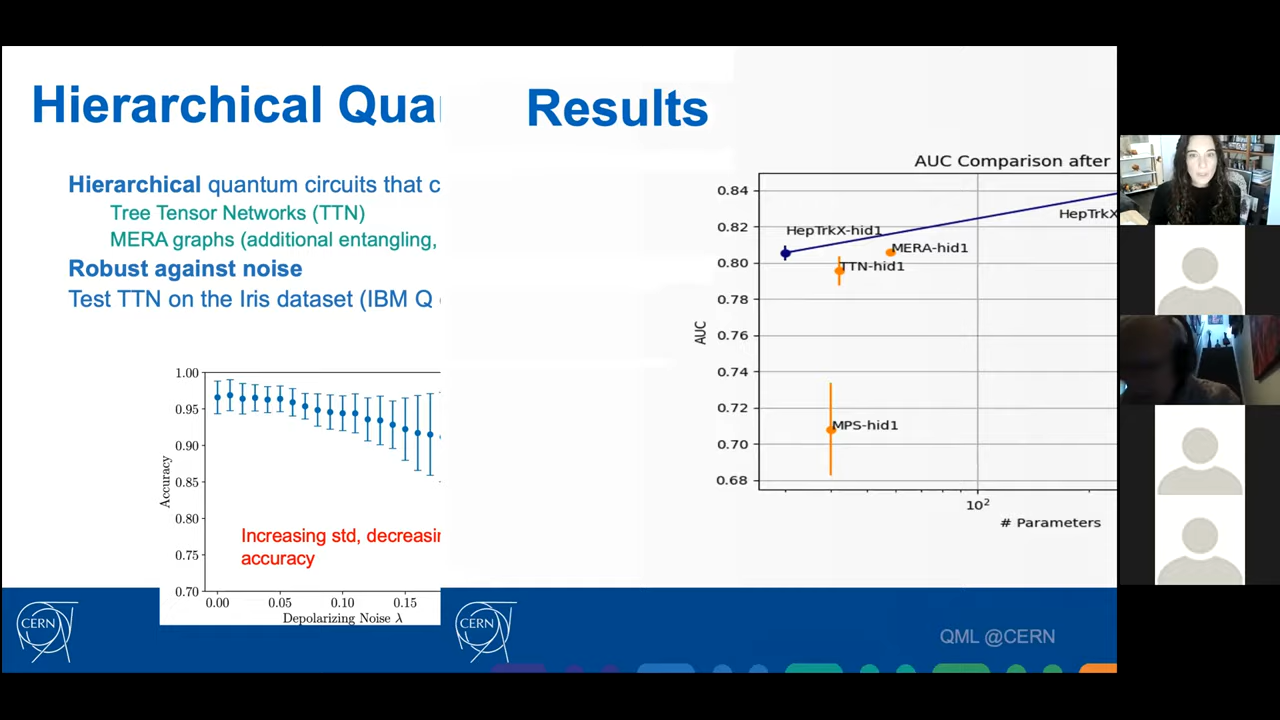 Hierarchical Qua
Hierarchical quantum circuits that c
Tree Tensor Networks (TTN)
MERA graphs (additional entangling,
Robust against noise
Test TTN on the Iris dataset (IBM Q
1.00
0.95
0.90
0.85
0.80
0.75
0.70
Accuracy
Increasing std, decreasin
accuracy
0.00 0.05 0.10 0.15
Depolarizing Noise λ
CERN
Results
AUC Comparison after
0.84
0.82
0.80
0.78
0.76
0.74
0.72
0.70
0.68
AUC
HepTrkX
HepTrkX-hid1
MERA-hid1
TTN-hid1
MPS-hid1
10²
# Parameters
CERN
QML @CERN